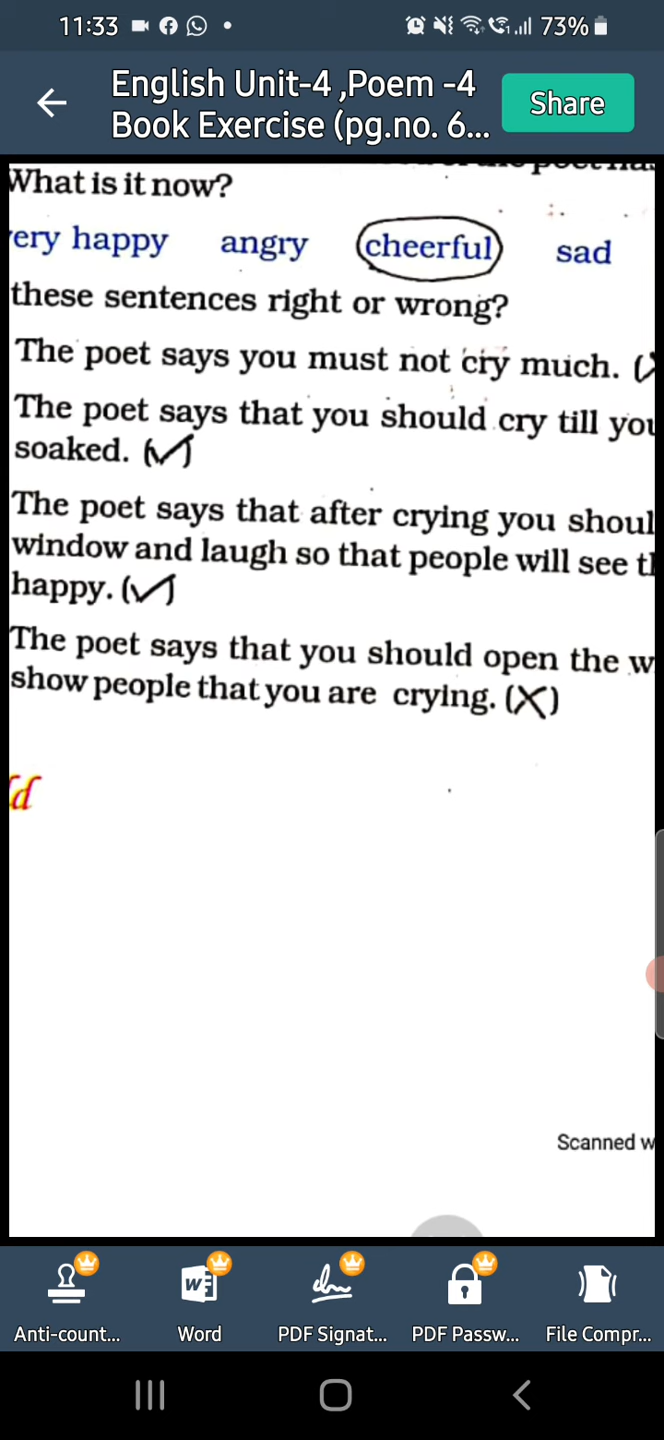 11:33 73%
English Unit-4 ,Poem -4
Book Exercise (pg.no. 6...
Share
What is it now?
ery happy angry cheerful sad
these sentences right or wrong?
The poet says you must not cry much. (X
The poet says that you should cry till you
soaked. (✓)
The poet says that after crying you shoul
window and laugh so that people will see th
happy. (✓)
The poet says that you should open the w
show people that you are crying. (X)
ld
Scanned w
Anti-count... Word PDF Signat... PDF Passw... File Compr...